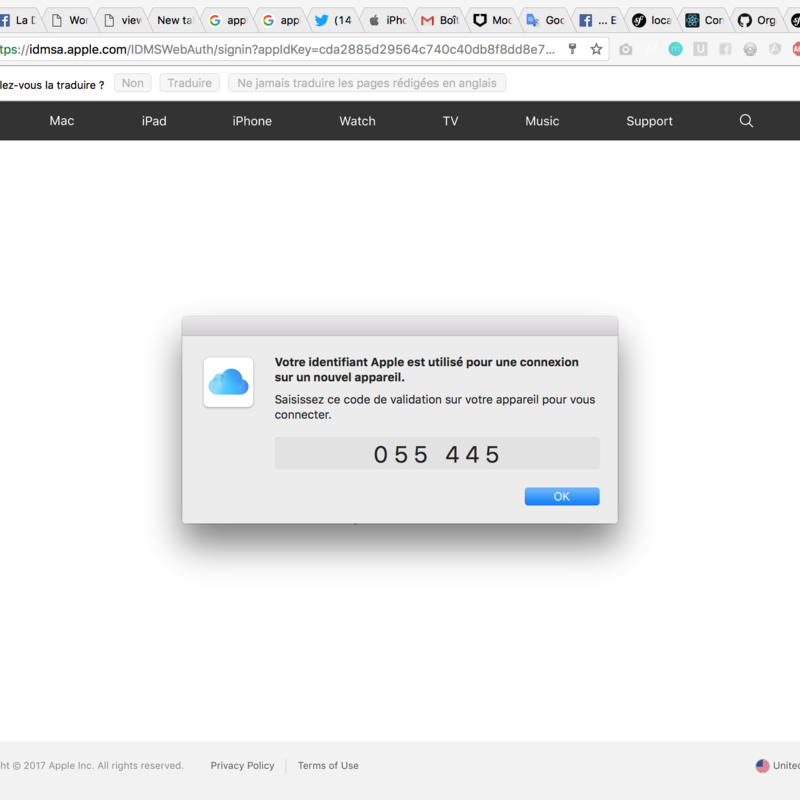 La D Wor view New ta app app (14 iPho Boît Moc Goo ... E loca Con Org
tps://idmsa.apple.com/IDMSWebAuth/signin?appIdKey=cda2885d29564c740c40db8f8dd8e7...
lez-vous la traduire ? Non Traduire Ne jamais traduire les pages rédigées en anglais
Mac iPad iPhone Watch TV Music Support
Votre identifiant Apple est utilisé pour une connexion
sur un nouvel appareil.
Saisissez ce code de validation sur votre appareil pour vous
connecter.
055 445
OK
ht © 2017 Apple Inc. All rights reserved. Privacy Policy Terms of Use United